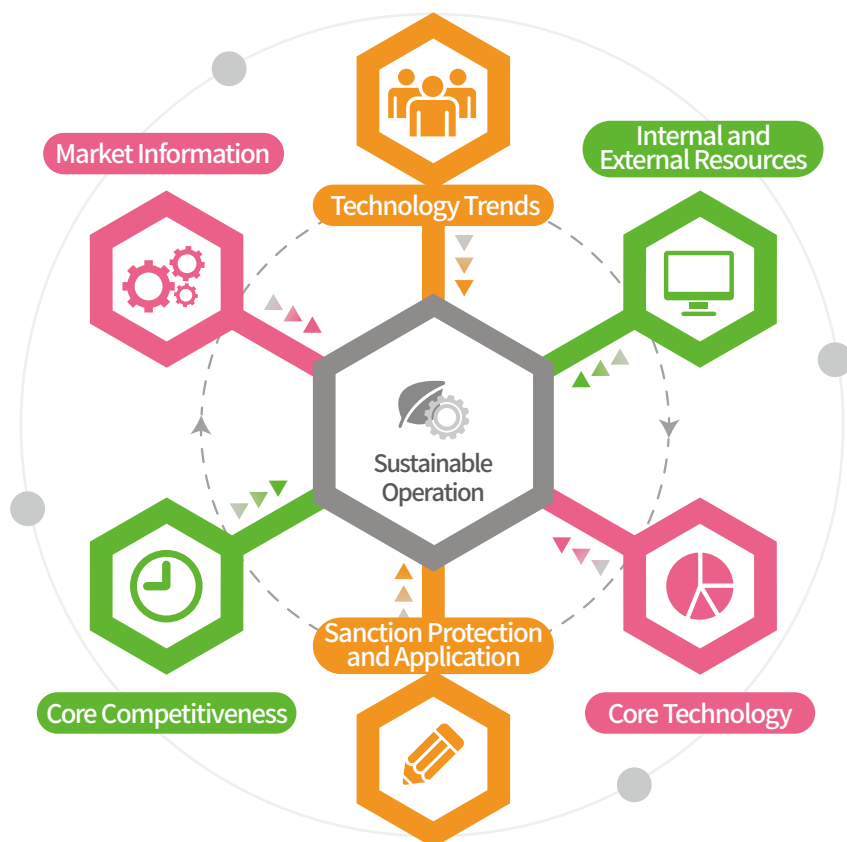 Technology Trends
Market Information
Internal and
External Resources
Sustainable
Operation
Sanction Protection
and Application
Core Competitiveness
Core Technology